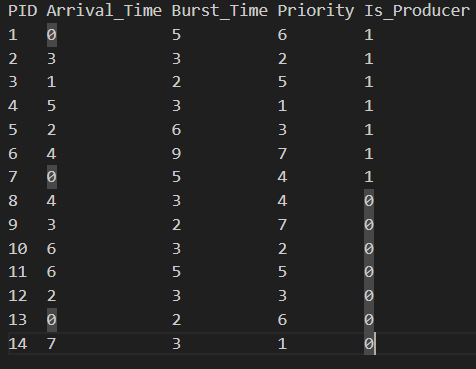 PID Arrival_Time Burst_Time Priority Is_Producer
1 0 5 6 1
2 3 3 2 1
3 1 2 5 1
4 5 3 1 1
5 2 6 3 1
6 4 9 7 1
7 0 5 4 1
8 4 3 4 0
9 3 2 7 0
10 6 3 2 0
11 6 5 5 0
12 2 3 3 0
13 0 2 6 0
14 7 3 1 0